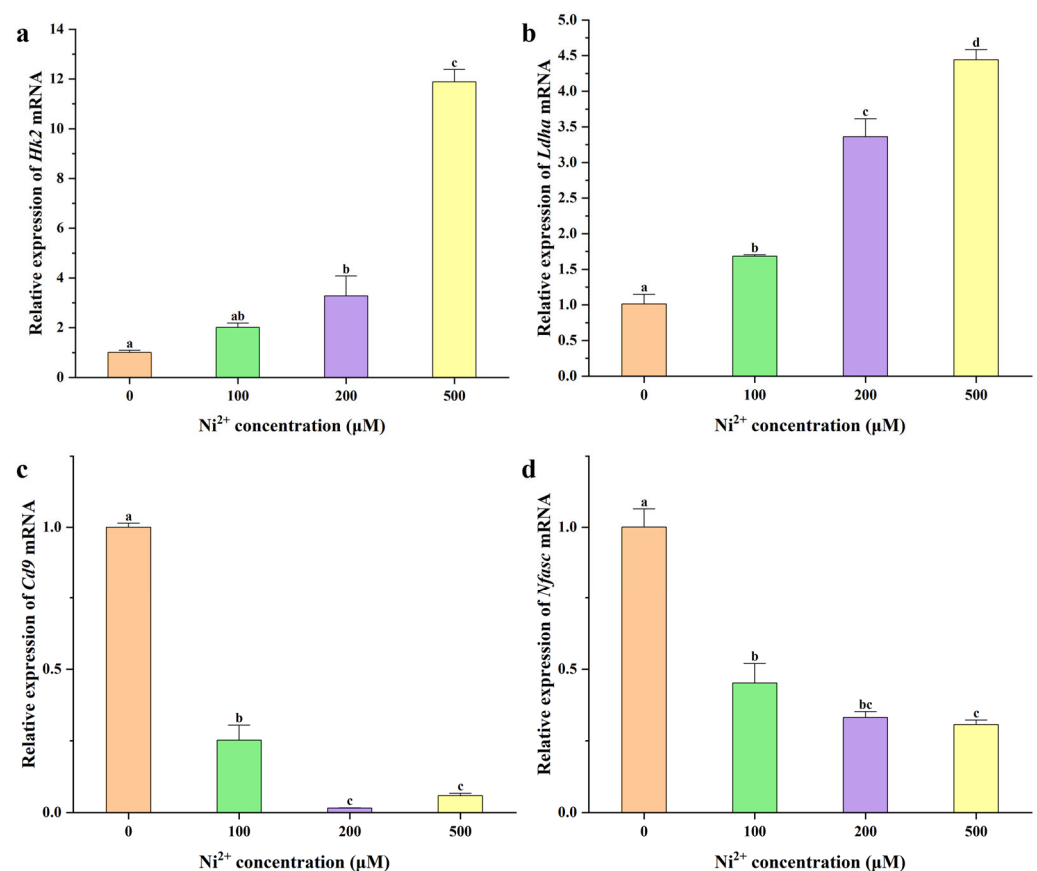 a
Relative expression of Hk2 mRNA
14
12
10
8
6
4
2
0
a
ab
b
c
0 100 200 500
Ni²⁺ concentration (μM)
b
Relative expression of Ldha mRNA
5.0
4.5
4.0
3.5
3.0
2.5
2.0
1.5
1.0
0.5
0.0
a
b
c
d
0 100 200 500
Ni²⁺ concentration (μM)
c
Relative expression of Cd9 mRNA
1.0
0.5
0.0
a
b
c
c
0 100 200 500
Ni²⁺ concentration (μM)
d
Relative expression of Nfasc mRNA
1.0
0.5
0.0
a
b
bc
c
0 100 200 500
Ni²⁺ concentration (μM)